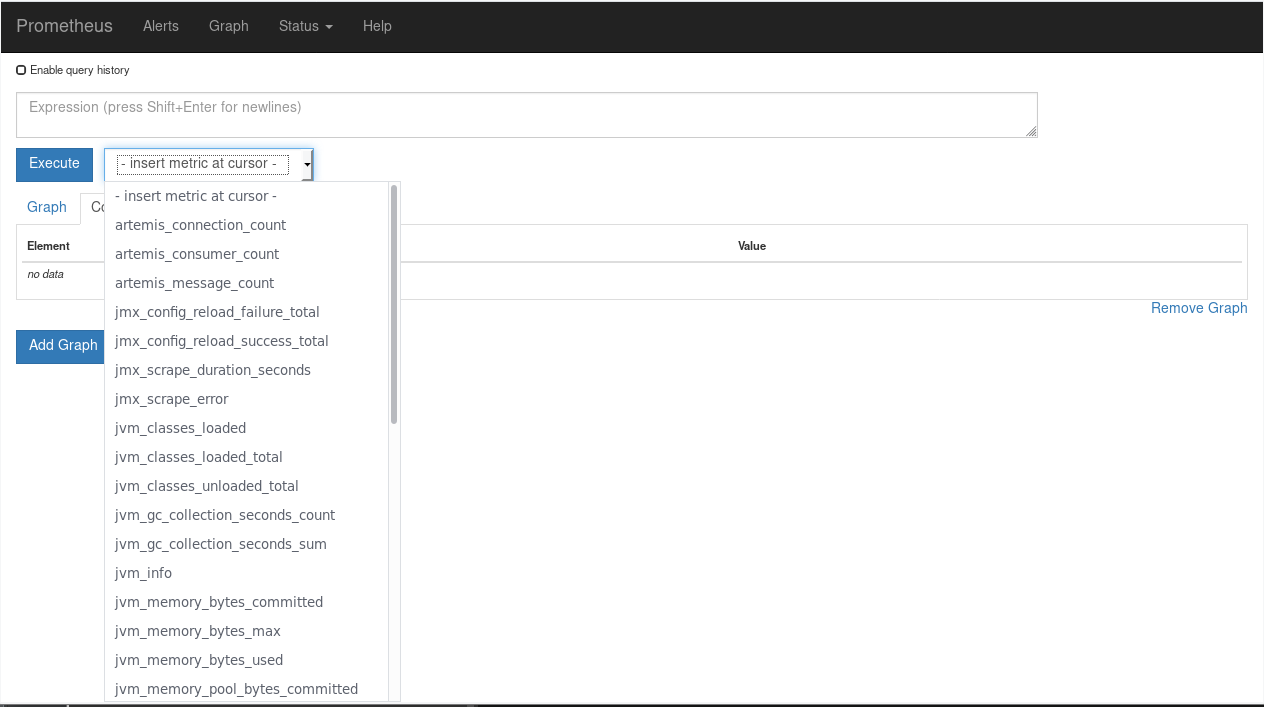 Prometheus Alerts Graph Status Help
Enable query history
Expression (press Shift+Enter for newlines)
Execute - insert metric at cursor -
- insert metric at cursor -
artemis_connection_count
artemis_consumer_count
artemis_message_count
jmx_config_reload_failure_total
jmx_config_reload_success_total
jmx_scrape_duration_seconds
jmx_scrape_error
jvm_classes_loaded
jvm_classes_loaded_total
jvm_classes_unloaded_total
jvm_gc_collection_seconds_count
jvm_gc_collection_seconds_sum
jvm_info
jvm_memory_bytes_committed
jvm_memory_bytes_max
jvm_memory_bytes_used
jvm_memory_pool_bytes_committed
Graph Co
Element Value
no data
Remove Graph
Add Graph